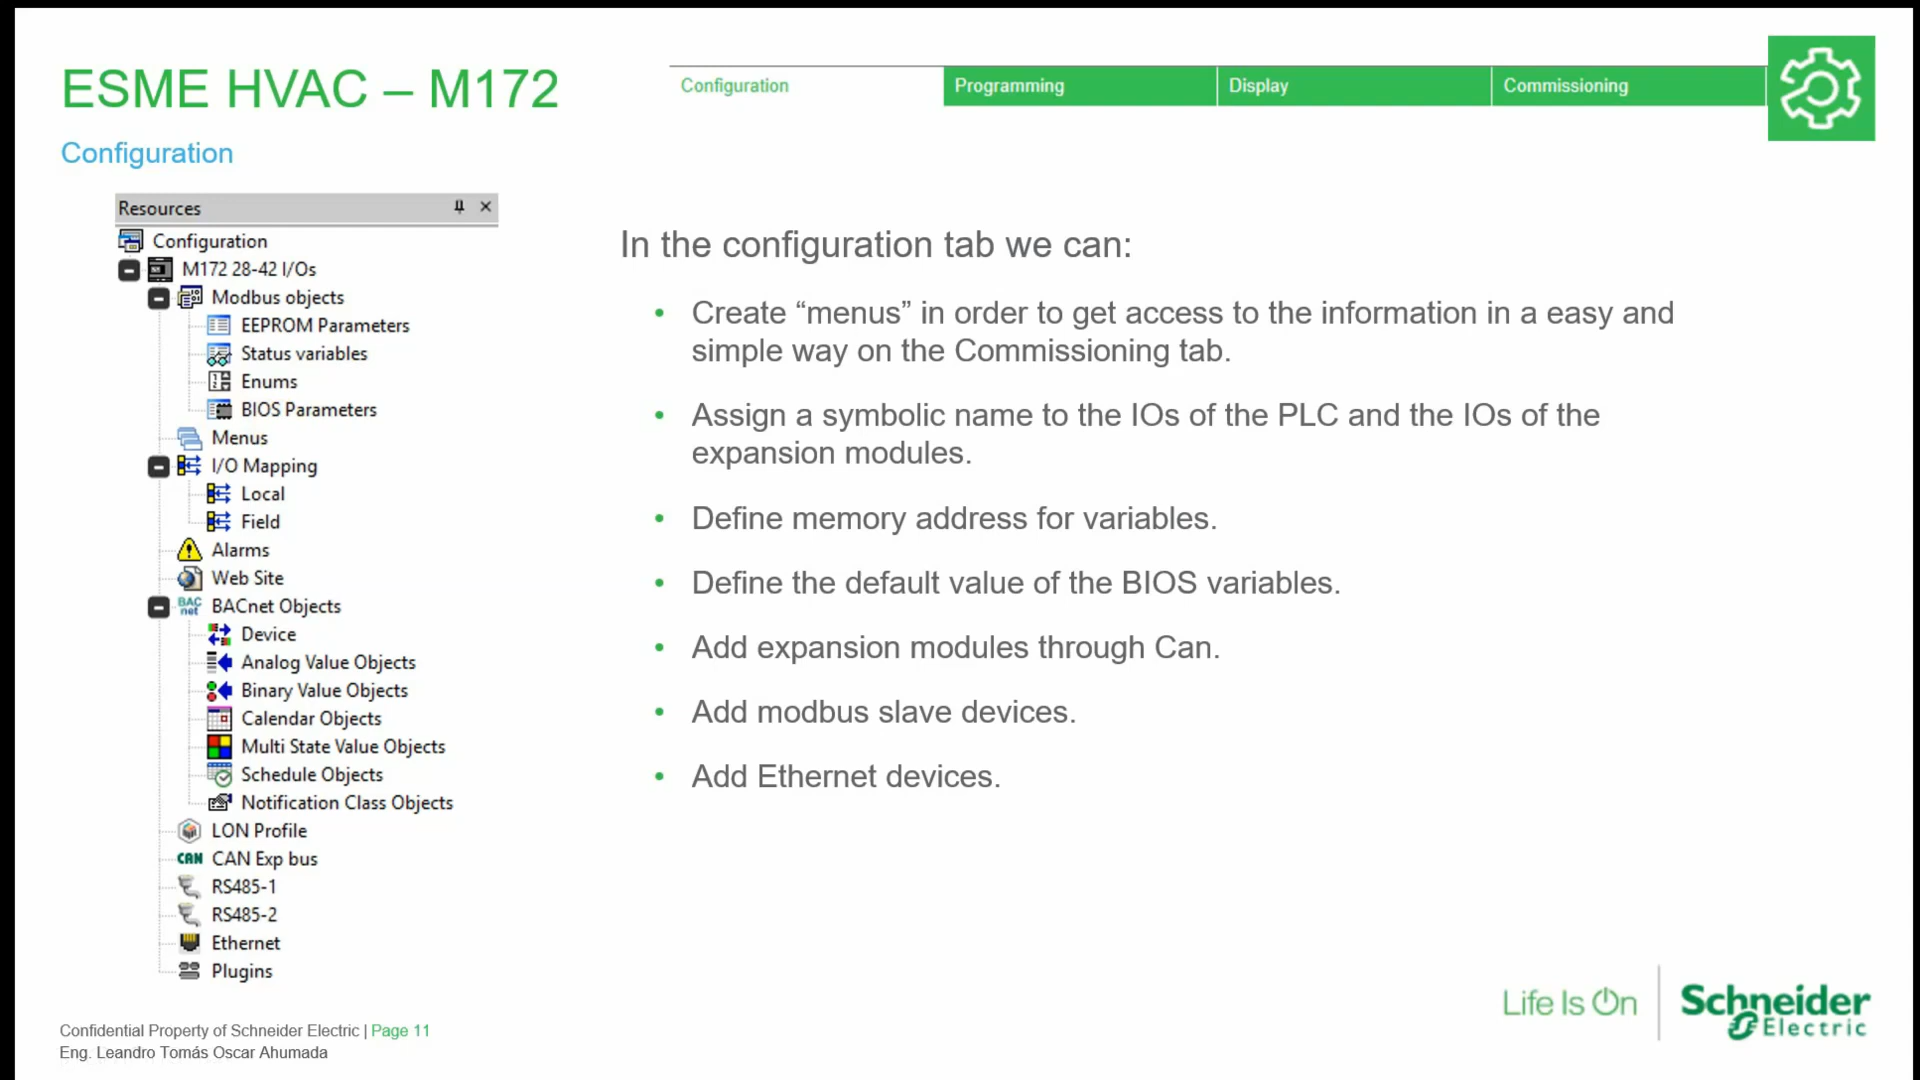 ESME HVAC – M172
Configuration
Programming
Display
Commissioning
Configuration
Resources
Configuration
M172 28-42 I/Os
Modbus objects
EEPROM Parameters
Status variables
Enums
BIOS Parameters
Menus
I/O Mapping
Local
Field
Alarms
Web Site
BAC
net
BACnet Objects
Device
Analog Value Objects
Binary Value Objects
Calendar Objects
Multi State Value Objects
Schedule Objects
Notification Class Objects
LON Profile
CAN CAN Exp bus
RS485-1
RS485-2
Ethernet
Plugins
In the configuration tab we can:
• Create “menus” in order to get access to the information in a easy and
simple way on the Commissioning tab.
• Assign a symbolic name to the IOs of the PLC and the IOs of the
expansion modules.
• Define memory address for variables.
• Define the default value of the BIOS variables.
• Add expansion modules through Can.
• Add modbus slave devices.
• Add Ethernet devices.
Life Is On
Schneider
Electric
Confidential Property of Schneider Electric | Page 11
Eng. Leandro Tomás Oscar Ahumada